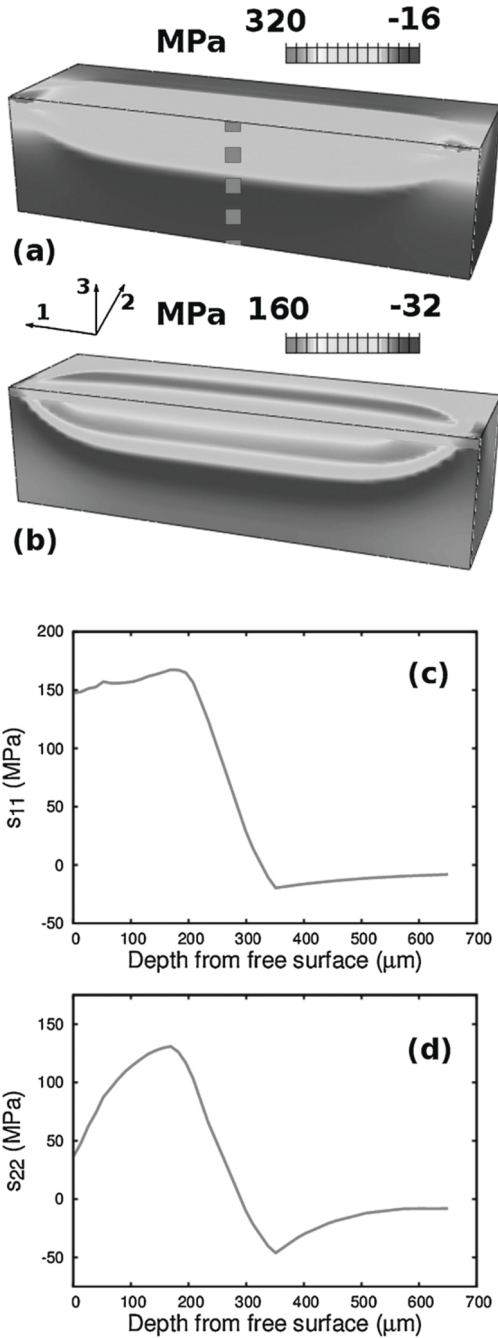 MPa 320 -16
(a)
3 2 1
MPa 160 -32
(b)
200
150
100
50
0
-50
s11 (MPa)
(c)
0 100 200 300 400 500 600 700
Depth from free surface (μm)
150
100
50
0
-50
s22 (MPa)
(d)
0 100 200 300 400 500 600 700
Depth from free surface (μm)